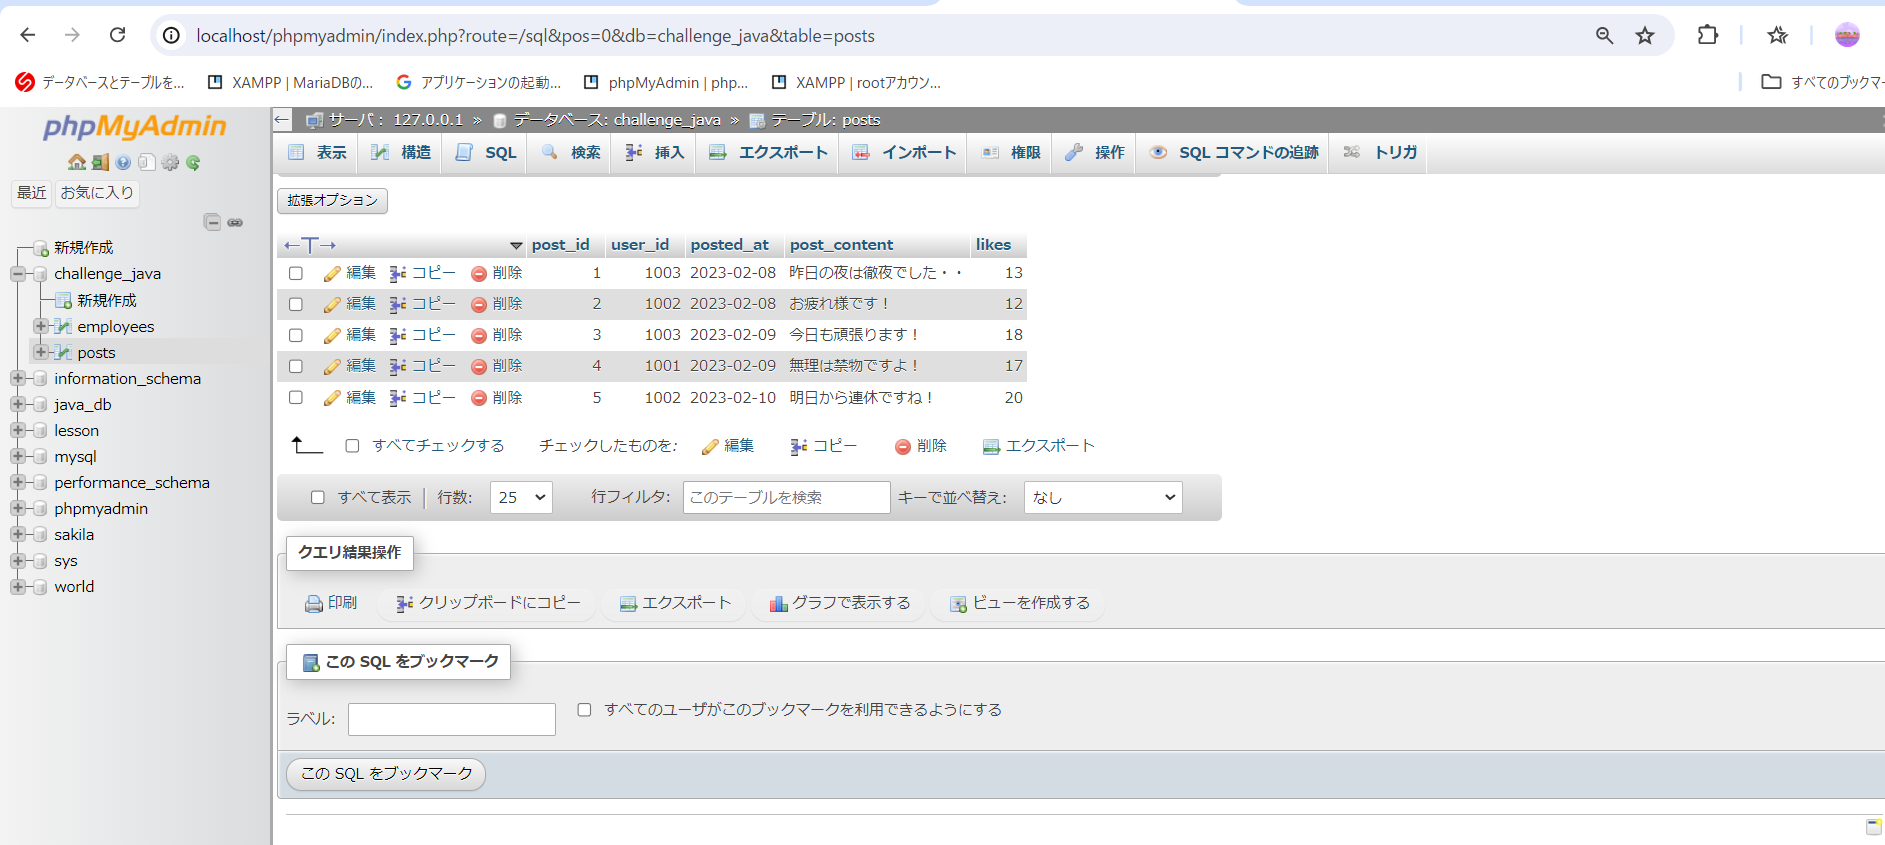 localhost/phpmyadmin/index.php?route=/sql&pos=0&db=challenge_java&table=posts
データベースとテーブルを... XAMPP | MariaDBの... アプリケーションの起動... phpMyAdmin | php... XAMPP | rootアカウン... すべてのブックマー
phpMyAdmin
最近 お気に入り
新規作成
challenge_java
新規作成
employees
posts
information_schema
java_db
lesson
mysql
performance_schema
phpmyadmin
sakila
sys
world
サーバ: 127.0.0.1 » データベース: challenge_java » テーブル: posts
表示 構造 SQL 検索 挿入 エクスポート インポート 権限 操作 SQL コマンドの追跡 トリガ
拡張オプション
←T→ post_id user_id posted_at post_content likes
編集 コピー 削除 1 1003 2023-02-08 昨日の夜は徹夜でした・・ 13
編集 コピー 削除 2 1002 2023-02-08 お疲れ様です！ 12
編集 コピー 削除 3 1003 2023-02-09 今日も頑張ります！ 18
編集 コピー 削除 4 1001 2023-02-09 無理は禁物ですよ！ 17
編集 コピー 削除 5 1002 2023-02-10 明日から連休ですね！ 20
すべてチェックする チェックしたものを: 編集 コピー 削除 エクスポート
すべて表示 行数: 25 行フィルタ: このテーブルを検索 キーで並べ替え: なし
クエリ結果操作
印刷 クリップボードにコピー エクスポート グラフで表示する ビューを作成する
この SQL をブックマーク
ラベル: すべてのユーザがこのブックマークを利用できるようにする
この SQL をブックマーク